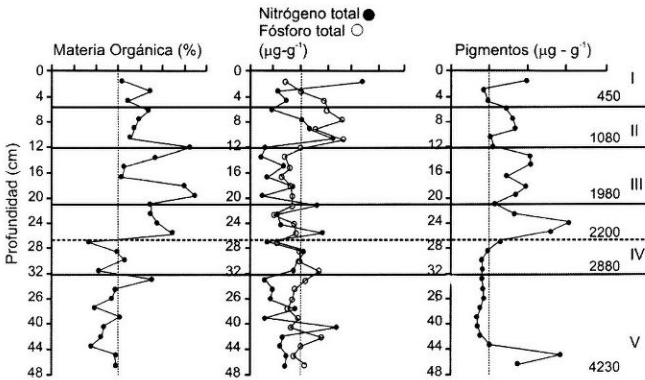 Nitrógeno total ●
Materia Orgánica (%) Fósforo total ○ Pigmentos (µg - g⁻¹)
(µg-g⁻¹)
Profundidad (cm)
0 0 0
4 4 4
8 8 8
12 12 12
16 16 16
20 20 20
24 24 24
28 28 28
32 32 32
36 36 36
40 40 40
44 44 44
48 48 48
I
450
II
1080
III
1980
2200
IV
2880
V
4230